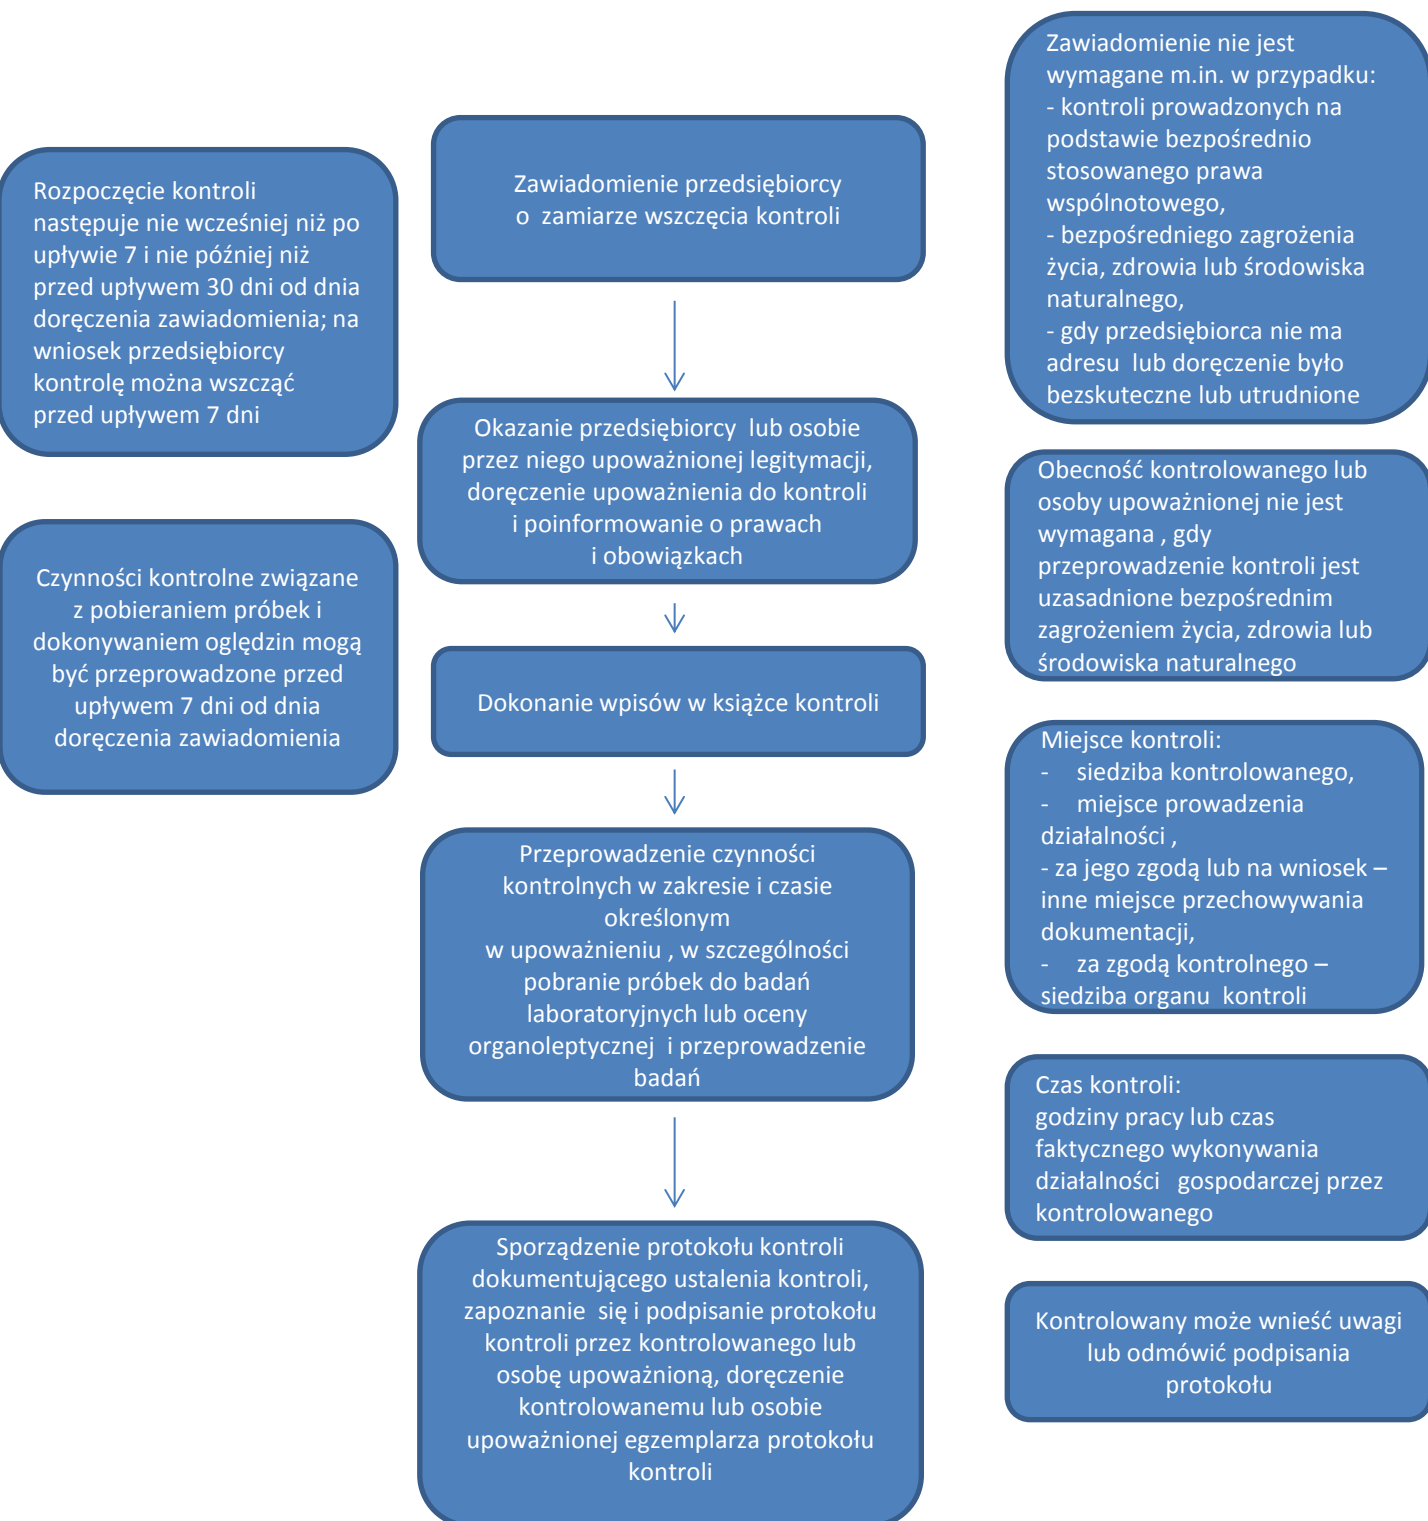 Zawiadomienie przedsiębiorcy
o zamiarze wszczęcia kontroli
Rozpoczęcie kontroli
następuje nie wcześniej niż po
upływie 7 i nie później niż
przed upływem 30 dni od dnia
doręczenia zawiadomienia; na
wniosek przedsiębiorcy
kontrolę można wszcząć
przed upływem 7 dni
Zawiadomienie nie jest
wymagane m.in. w przypadku:
- kontroli prowadzonych na
podstawie bezpośrednio
stosowanego prawa
wspólnotowego,
- bezpośredniego zagrożenia
życia, zdrowia lub środowiska
naturalnego,
- gdy przedsiębiorca nie ma
adresu lub doręczenie było
bezskuteczne lub utrudnione
Okazanie przedsiębiorcy lub osobie
przez niego upoważnionej legitymacji,
doręczenie upoważnienia do kontroli
i poinformowanie o prawach
i obowiązkach
Czynności kontrolne związane
z pobieraniem próbek i
dokonywaniem oględzin mogą
być przeprowadzone przed
upływem 7 dni od dnia
doręczenia zawiadomienia
Obecność kontrolowanego lub
osoby upoważnionej nie jest
wymagana , gdy
przeprowadzenie kontroli jest
uzasadnione bezpośrednim
zagrożeniem życia, zdrowia lub
środowiska naturalnego
Dokonanie wpisów w książce kontroli
Miejsce kontroli:
- siedziba kontrolowanego,
- miejsce prowadzenia
działalności ,
- za jego zgodą lub na wniosek –
inne miejsce przechowywania
dokumentacji,
- za zgodą kontrolnego –
siedziba organu kontroli
Przeprowadzenie czynności
kontrolnych w zakresie i czasie
określonym
w upoważnieniu , w szczególności
pobranie próbek do badań
laboratoryjnych lub oceny
organoleptycznej i przeprowadzenie
badań
Czas kontroli:
godziny pracy lub czas
faktycznego wykonywania
działalności gospodarczej przez
kontrolowanego
Sporządzenie protokołu kontroli
dokumentującego ustalenia kontroli,
zapoznanie się i podpisanie protokołu
kontroli przez kontrolowanego lub
osobę upoważnioną, doręczenie
kontrolowanemu lub osobie
upoważnionej egzemplarza protokołu
kontroli
Kontrolowany może wnieść uwagi
lub odmówić podpisania
protokołu